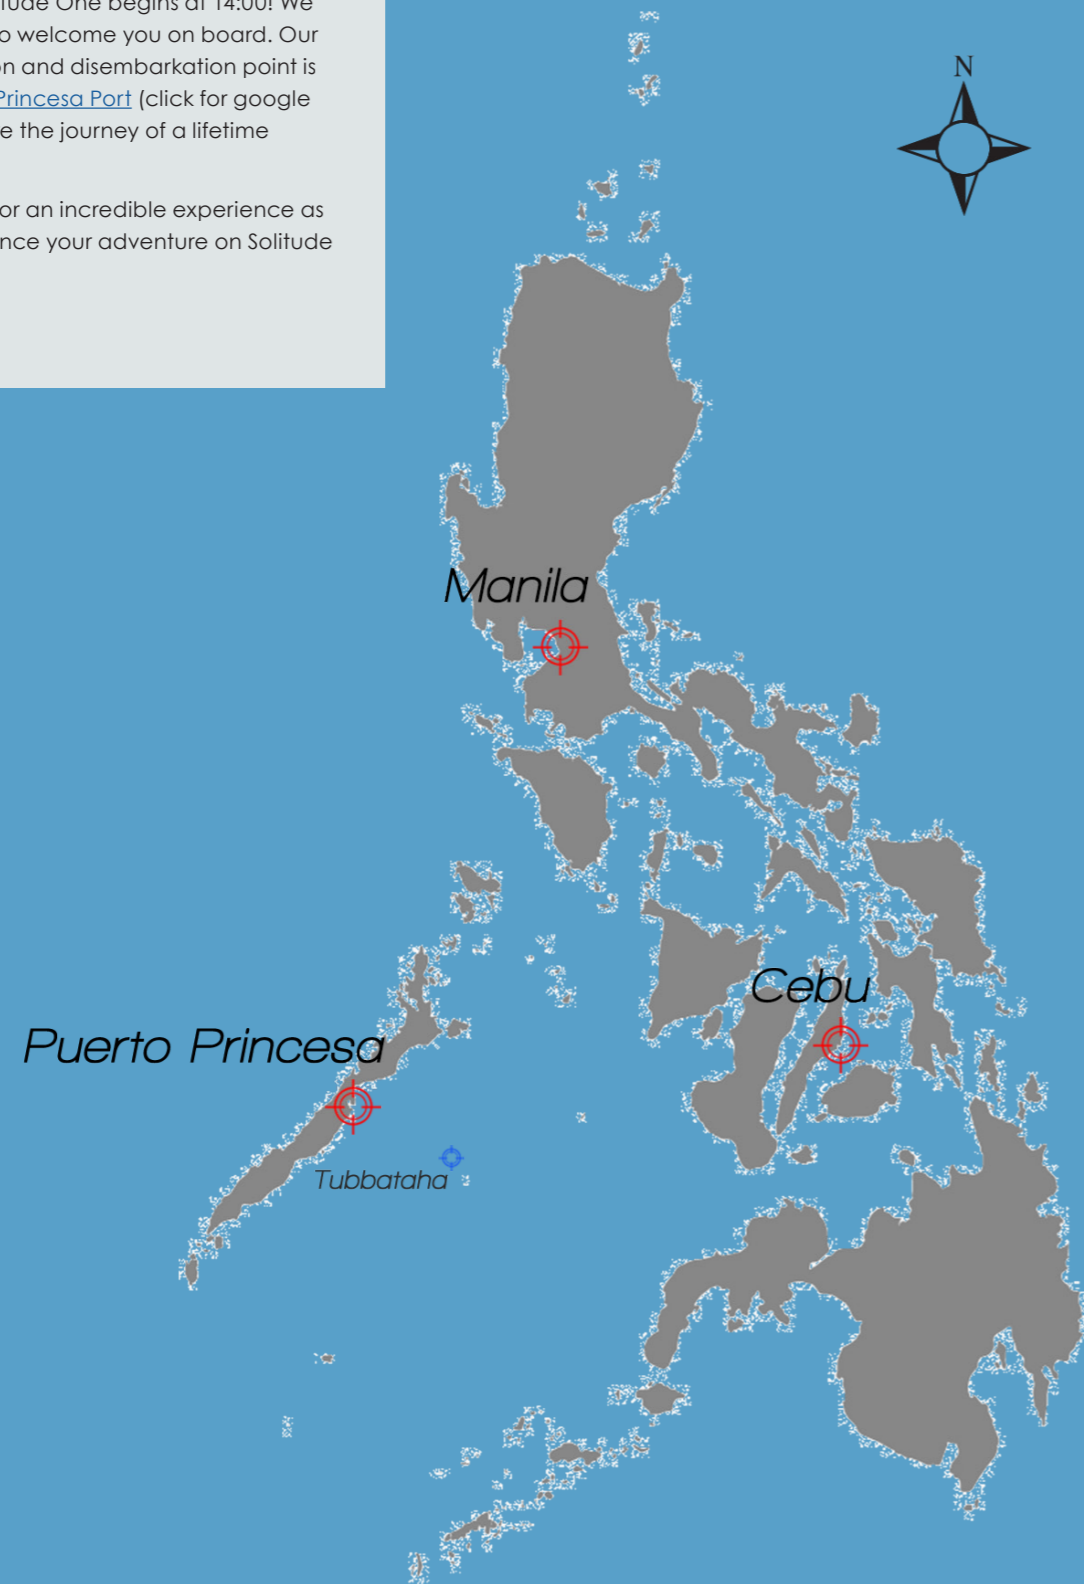 tude One begins at 14:00! We
o welcome you on board. Our
on and disembarkation point is
Princesa Port (click for google
e the journey of a lifetime
or an incredible experience as
nce your adventure on Solitude
N
Manila
Cebu
Puerto Princesa
Tubbataha